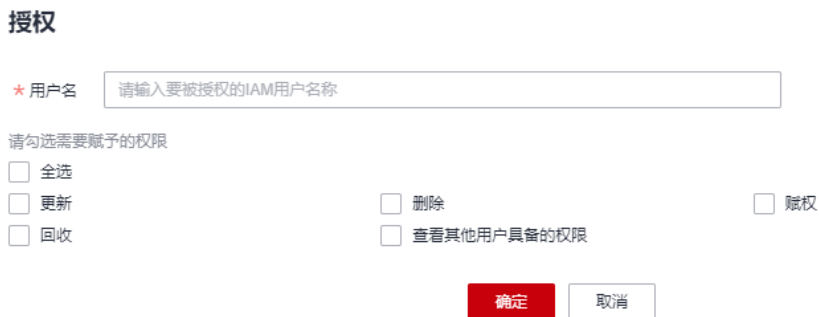 授权
* 用户名 请输入要被授权的IAM用户名称
请勾选需要赋予的权限
全选
更新 删除 赋权
回收 查看其他用户具备的权限
确定 取消